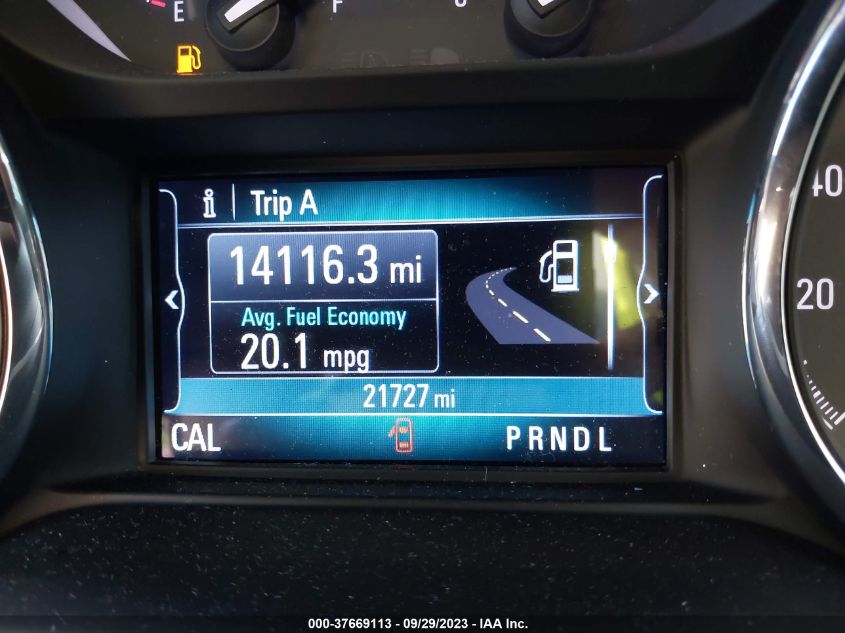 E F C
Trip A
14116.3 mi
Avg. Fuel Economy
20.1 mpg
21727 mi
CAL PRNDL
40
20
000-37669113 - 09/29/2023 - IAA Inc.